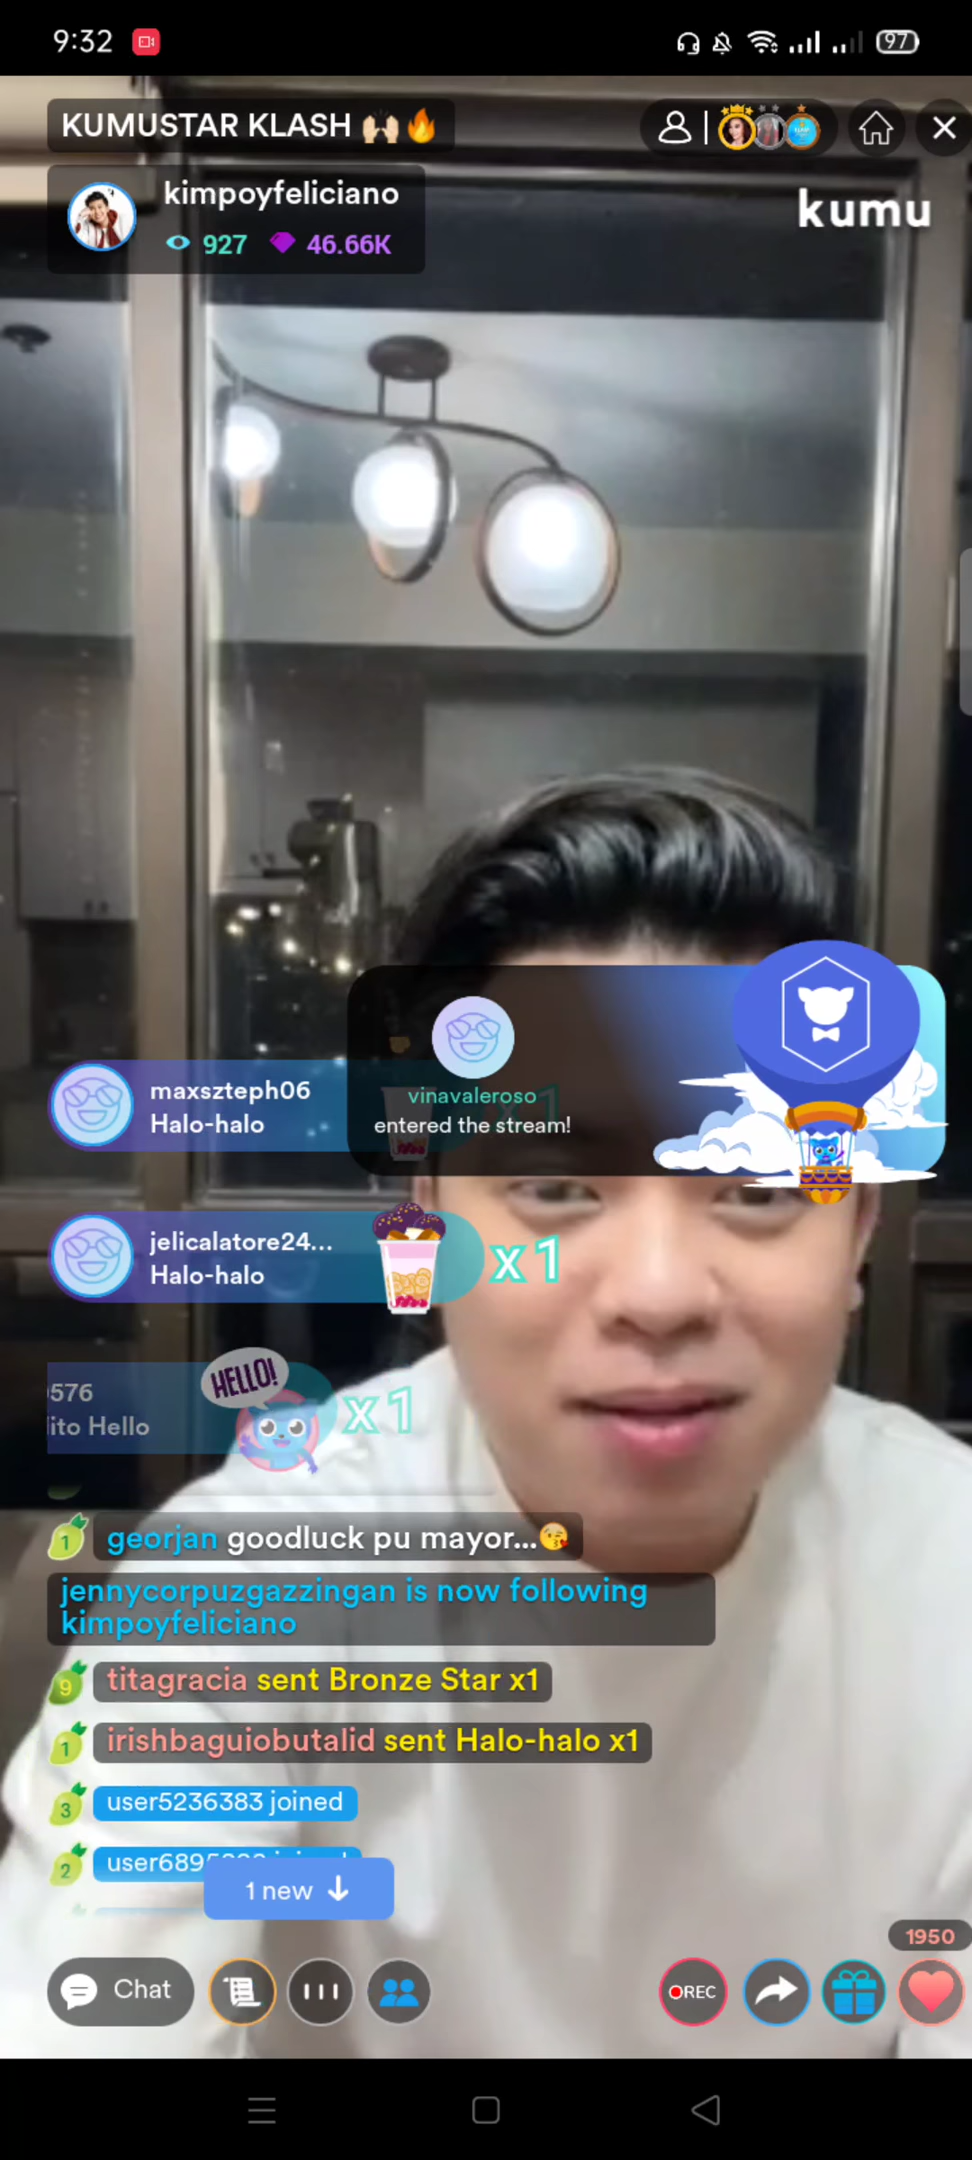 9:32
97
KUMUSTAR KLASH 🙌🏻🔥
kimpoyfeliciano
927 46.66K
kumu
vinavaleroso
entered the stream!
maxszteph06
Halo-halo
x1
jelicalatore24...
Halo-halo
x1
HELLO!
576
ito Hello
x1
1 georjan goodluck pu mayor...😘
jennycorpuzgazzingan is now following
kimpoyfeliciano
9 titagracia sent Bronze Star x1
1 irishbaguiobutalid sent Halo-halo x1
3 user5236383 joined
2
1 new ↓
1950
Chat
REC